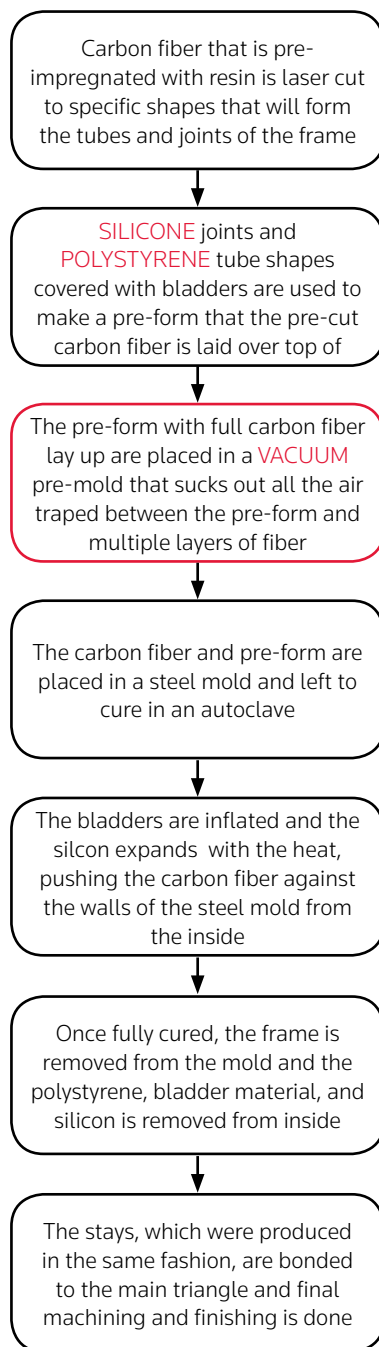 Carbon fiber that is pre-
impregnated with resin is laser cut
to specific shapes that will form
the tubes and joints of the frame
SILICONE joints and
POLYSTYRENE tube shapes
covered with bladders are used to
make a pre-form that the pre-cut
carbon fiber is laid over top of
The pre-form with full carbon fiber
lay up are placed in a VACUUM
pre-mold that sucks out all the air
traped between the pre-form and
multiple layers of fiber
The carbon fiber and pre-form are
placed in a steel mold and left to
cure in an autoclave
The bladders are inflated and the
silcon expands with the heat,
pushing the carbon fiber against
the walls of the steel mold from
the inside
Once fully cured, the frame is
removed from the mold and the
polystyrene, bladder material, and
silicon is removed from inside
The stays, which were produced
in the same fashion, are bonded
to the main triangle and final
machining and finishing is done